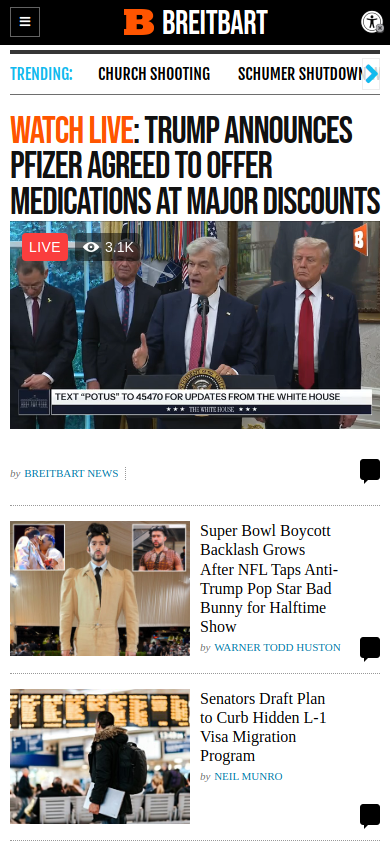 BREITBART
TRENDING:
CHURCH SHOOTING
SCHUMER SHUTDOWN
WATCH LIVE: TRUMP ANNOUNCES
PFIZER AGREED TO OFFER
MEDICATIONS AT MAJOR DISCOUNTS
LIVE
3.1K
TEXT “POTUS” TO 45470 FOR UPDATES FROM THE WHITE HOUSE
★ ★ ★ THE WHITE HOUSE ★ ★ ★
by BREITBART NEWS
Super Bowl Boycott
Backlash Grows
After NFL Taps Anti-
Trump Pop Star Bad
Bunny for Halftime
Show
by WARNER TODD HUSTON
Senators Draft Plan
to Curb Hidden L-1
Visa Migration
Program
by NEIL MUNRO